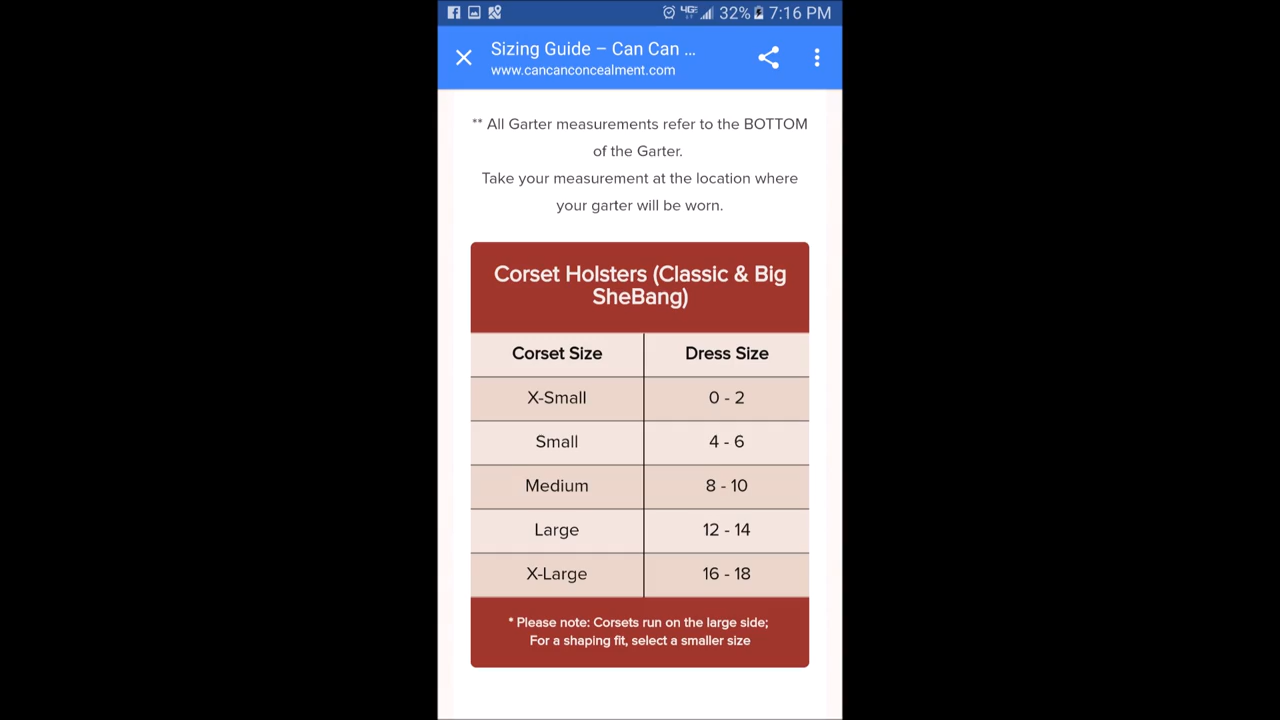 32% 7:16 PM
Sizing Guide – Can Can ...
www.cancanconcealment.com
** All Garter measurements refer to the BOTTOM
of the Garter.
Take your measurement at the location where
your garter will be worn.
Corset Holsters (Classic & Big
SheBang)
Corset Size Dress Size
X-Small 0 - 2
Small 4 - 6
Medium 8 - 10
Large 12 - 14
X-Large 16 - 18
* Please note: Corsets run on the large side;
For a shaping fit, select a smaller size